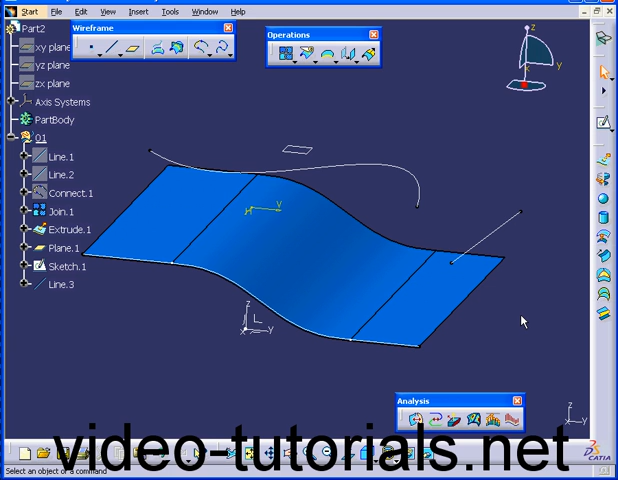 Start File Edit View Insert Tools Window Help
Part2
Wireframe
Operations
xy plane
yz plane
zx plane
Axis Systems
PartBody
01
Line.1
Line.2
Connect.1
Join.1
Extrude.1
Plane.1
Sketch.1
Line.3
z
x
y
V
H
z
x
y
Analysis
z
x
y
video-tutorials.net
CATIA
Select an object or a command